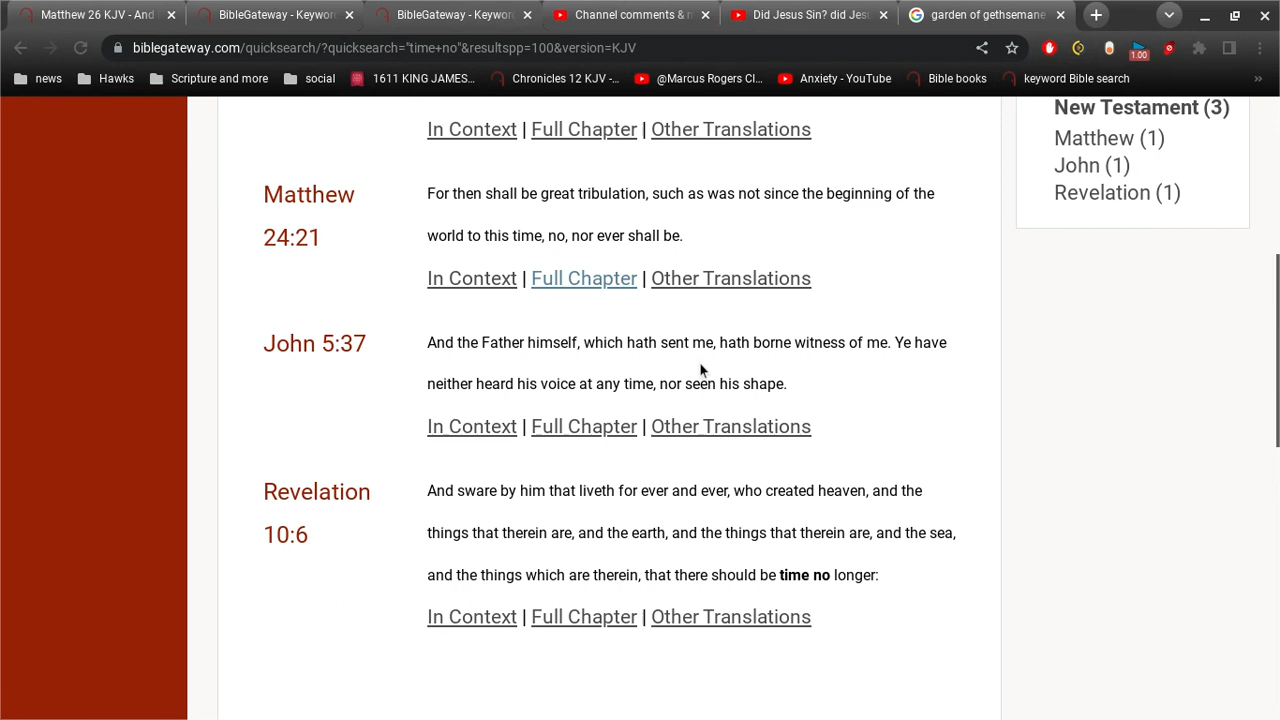 Matthew 26 KJV - And
BibleGateway - Keyword
BibleGateway - Keyword
Channel comments & m
Did Jesus Sin? did Jesu
garden of gethsemane
biblegateway.com/quicksearch/?quicksearch="time+no"&resultspp=100&version=KJV
1.00
news
Hawks
Scripture and more
social
1611 KING JAMES...
Chronicles 12 KJV -...
@Marcus Rogers Cl...
Anxiety - YouTube
Bible books
keyword Bible search
»
In Context | Full Chapter | Other Translations
Matthew
24:21
For then shall be great tribulation, such as was not since the beginning of the
world to this time, no, nor ever shall be.
In Context | Full Chapter | Other Translations
John 5:37
And the Father himself, which hath sent me, hath borne witness of me. Ye have
neither heard his voice at any time, nor seen his shape.
In Context | Full Chapter | Other Translations
Revelation
10:6
And sware by him that liveth for ever and ever, who created heaven, and the
things that therein are, and the earth, and the things that therein are, and the sea,
and the things which are therein, that there should be time no longer:
In Context | Full Chapter | Other Translations
New Testament (3)
Matthew (1)
John (1)
Revelation (1)